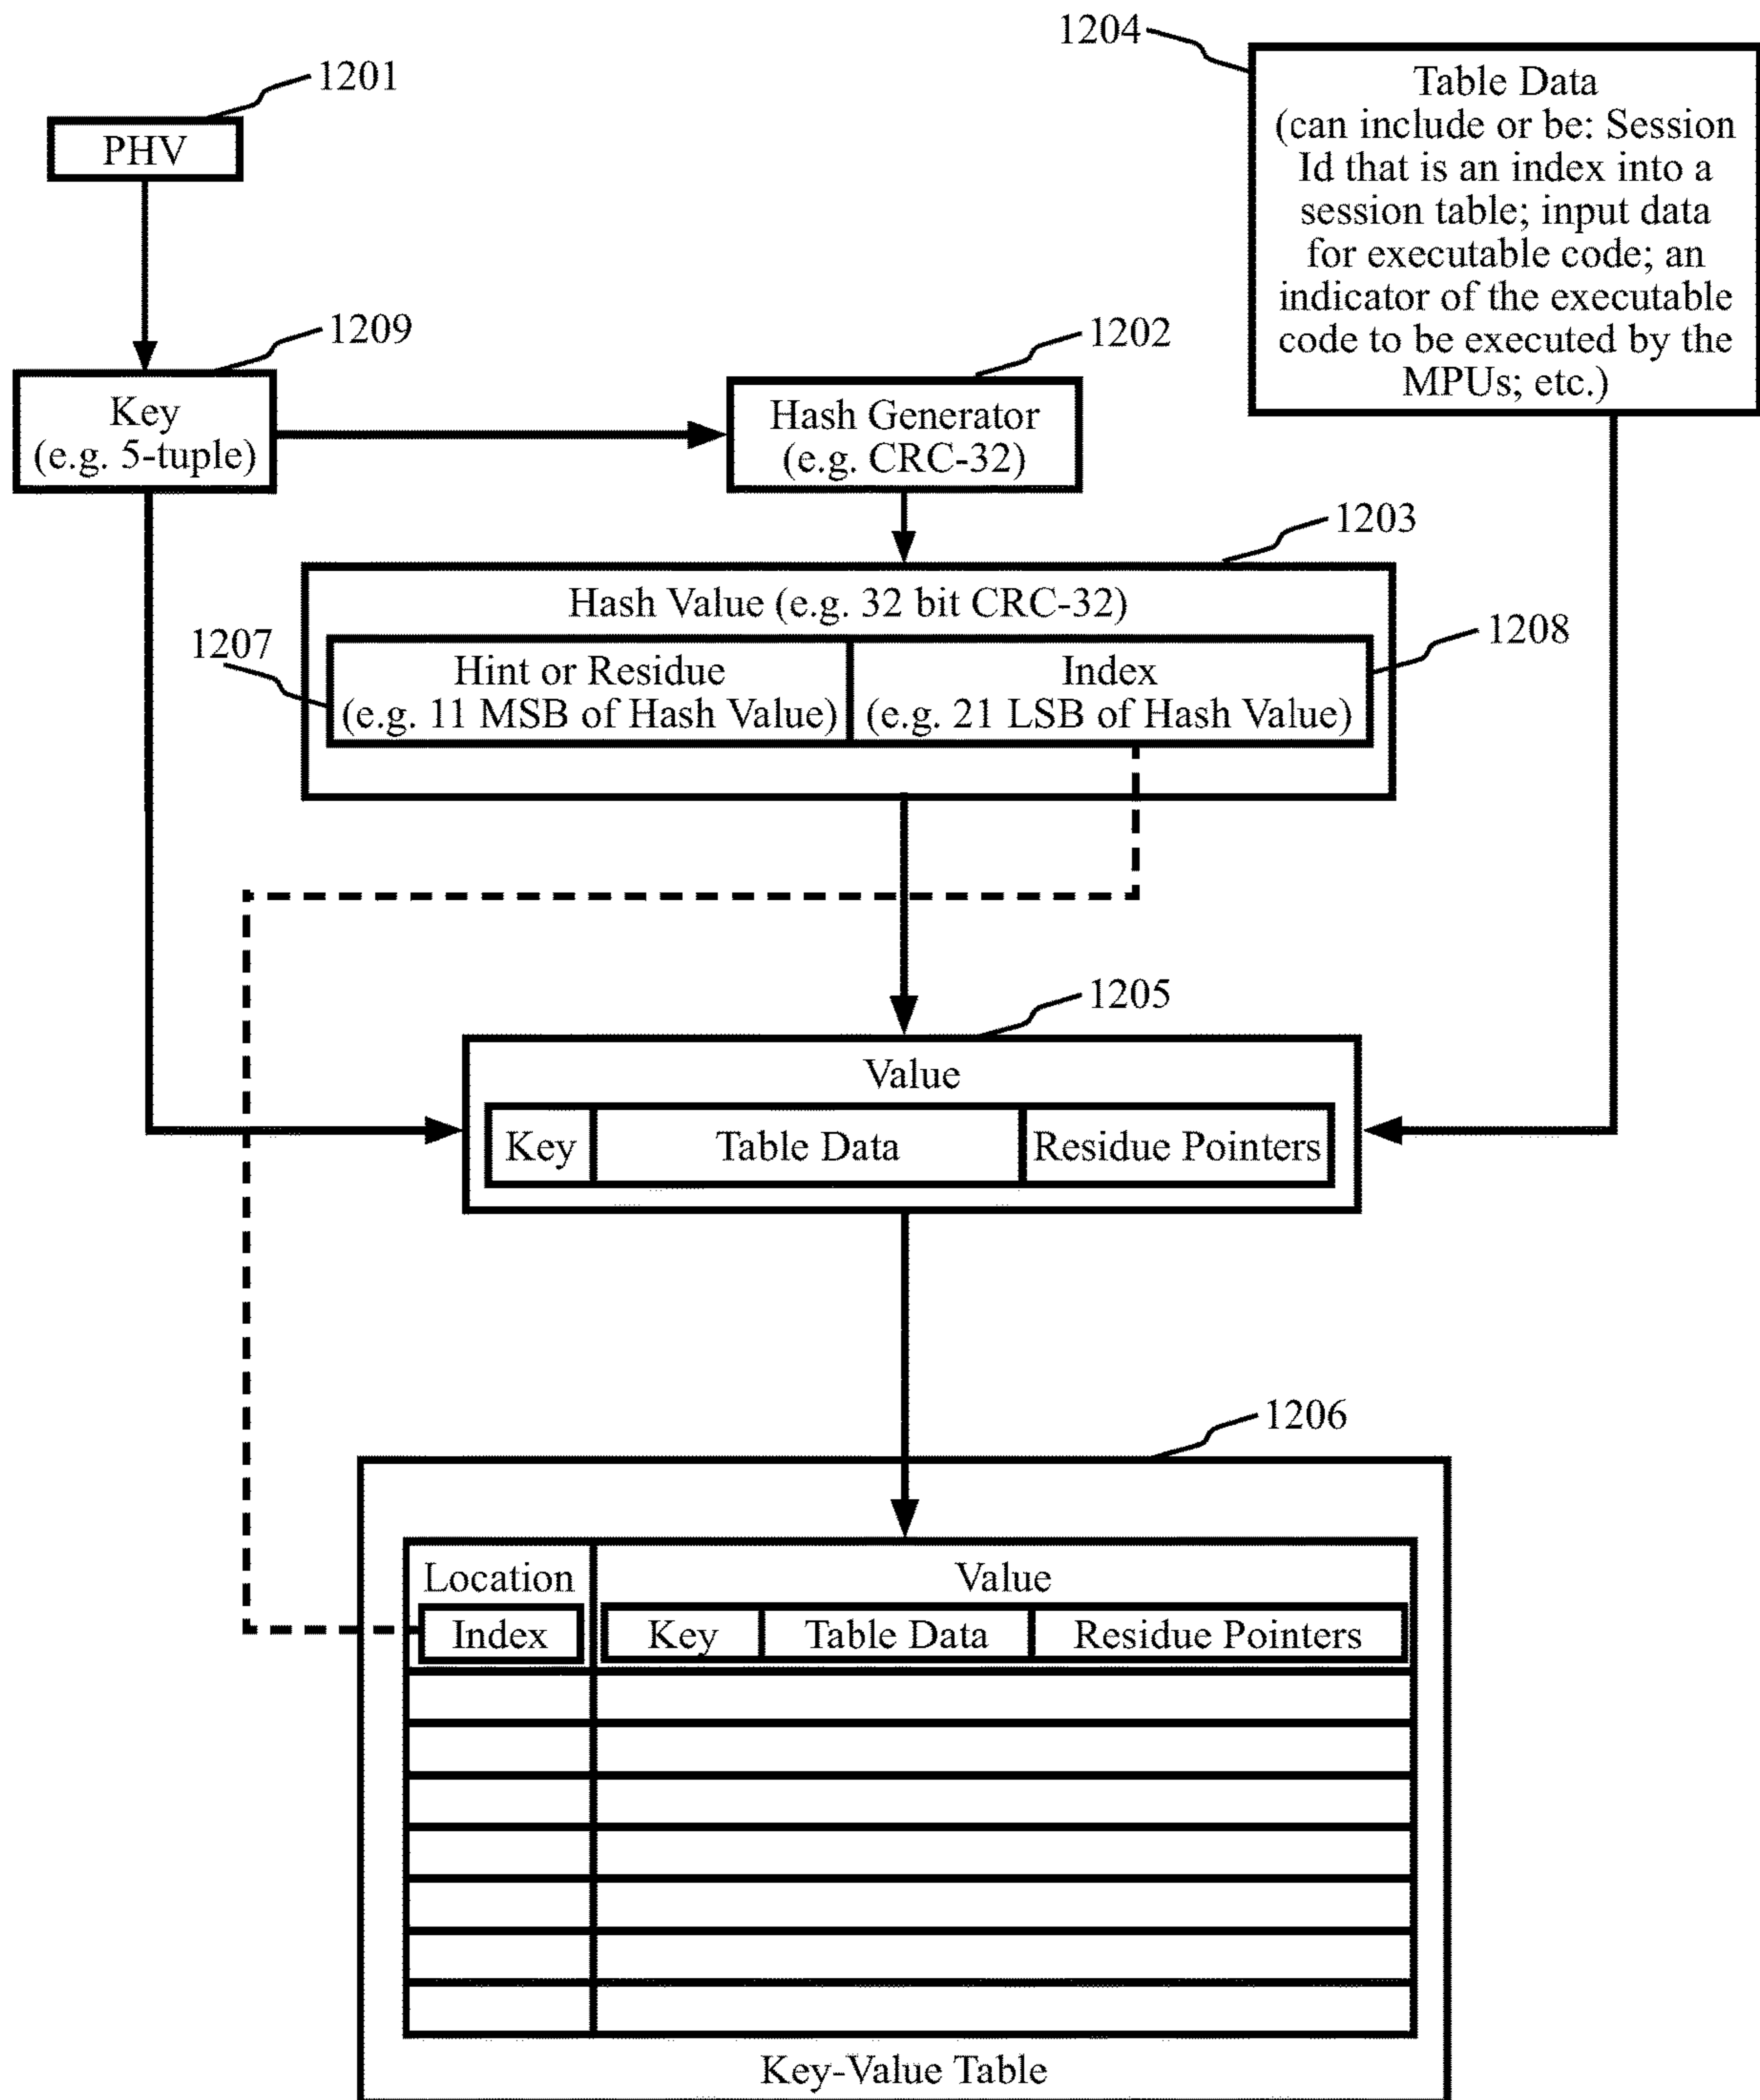 1204
Table Data
(can include or be: Session
Id that is an index into a
session table; input data
for executable code; an
indicator of the executable
code to be executed by the
MPUs; etc.)
1201
PHV
1209
Key
(e.g. 5-tuple)
1202
Hash Generator
(e.g. CRC-32)
1203
Hash Value (e.g. 32 bit CRC-32)
1207
Hint or Residue
(e.g. 11 MSB of Hash Value)
1208
Index
(e.g. 21 LSB of Hash Value)
1205
Value
Key Table Data Residue Pointers
1206
Location Value
Index Key Table Data Residue Pointers
Key-Value Table